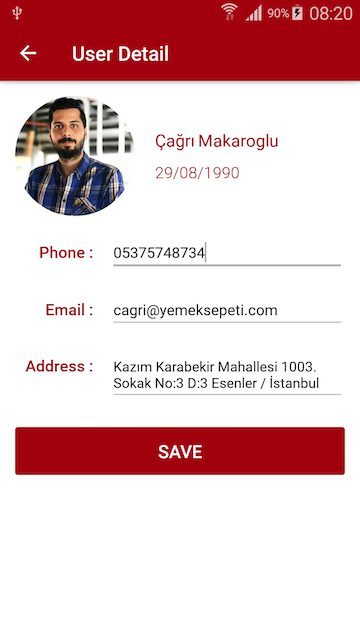 90% 08:20
User Detail
Çağrı Makaroglu
29/08/1990
Phone : 05375748734
Email : cagri@yemeksepeti.com
Address : Kazım Karabekir Mahallesi 1003.
Sokak No:3 D:3 Esenler / İstanbul
SAVE